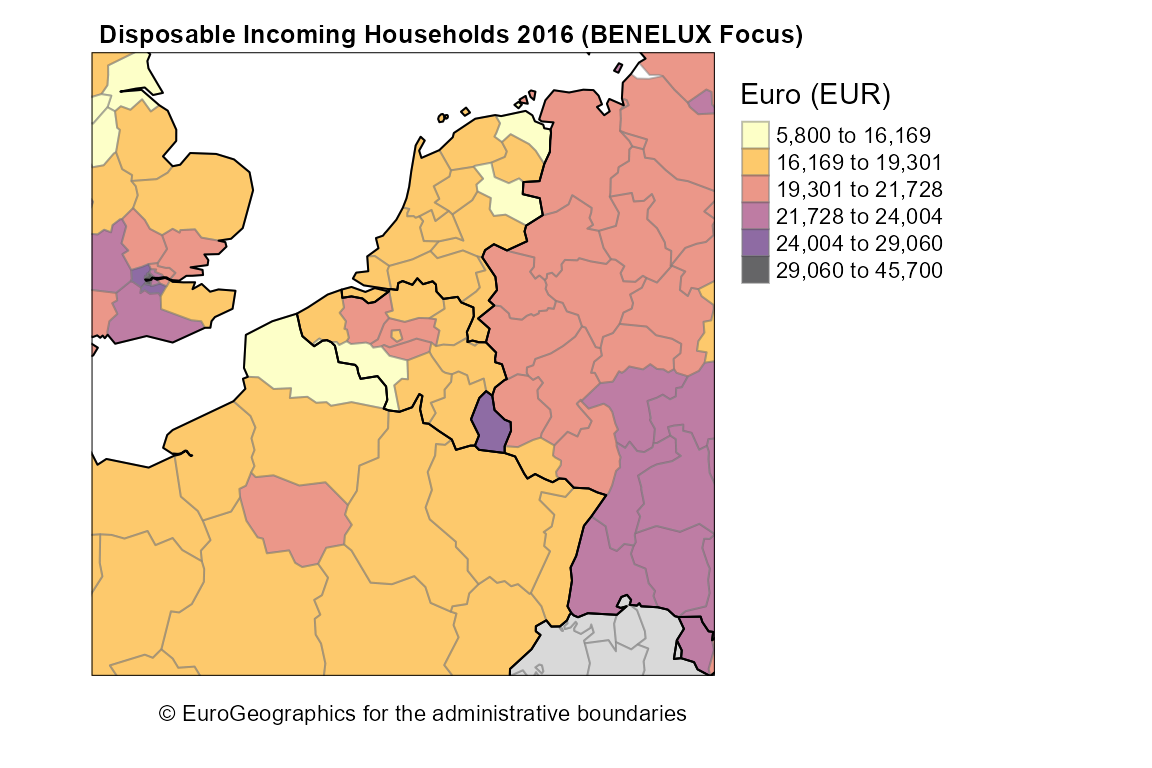 Disposable Incoming Households 2016 (BENELUX Focus)
Euro (EUR)
5,800 to 16,169
16,169 to 19,301
19,301 to 21,728
21,728 to 24,004
24,004 to 29,060
29,060 to 45,700
© EuroGeographics for the administrative boundaries